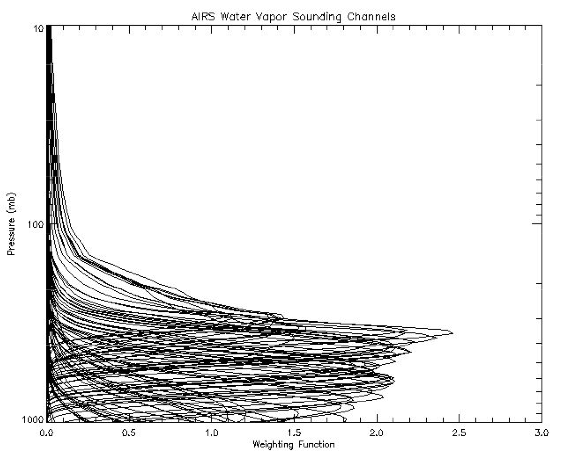 AIRS Water Vapor Sounding Channels
10
100
1000
Pressure (mb)
0.0 0.5 1.0 1.5 2.0 2.5 3.0
Weighting Function